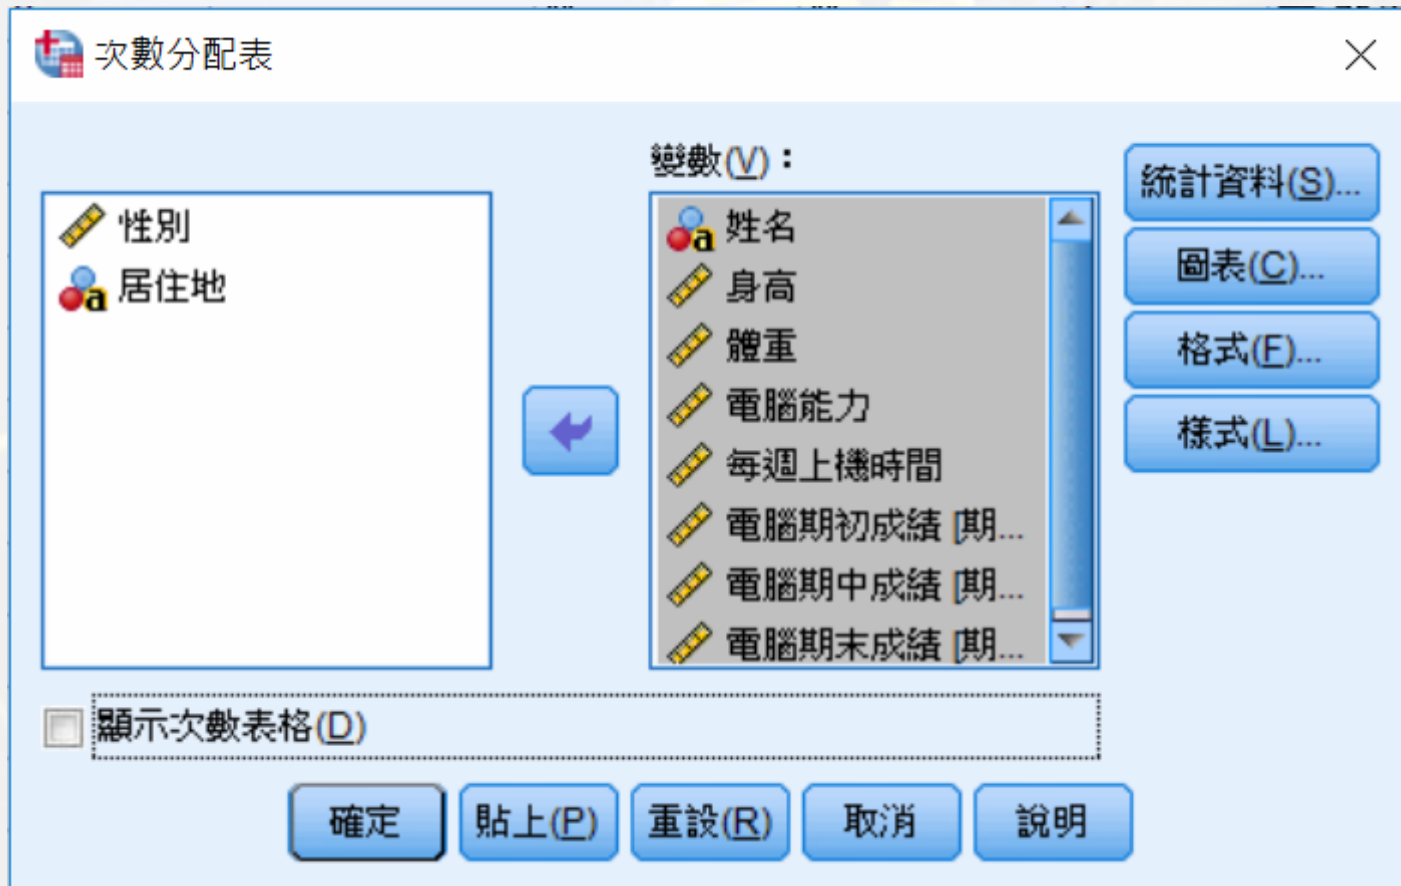 次數分配表
變數(V)：
性別
居住地
姓名
身高
體重
電腦能力
每週上機時間
電腦期初成績 [期...
電腦期中成績 [期...
電腦期末成績 [期...
統計資料(S)...
圖表(C)...
格式(F)...
樣式(L)...
顯示次數表格(D)
確定
貼上(P)
重設(R)
取消
說明